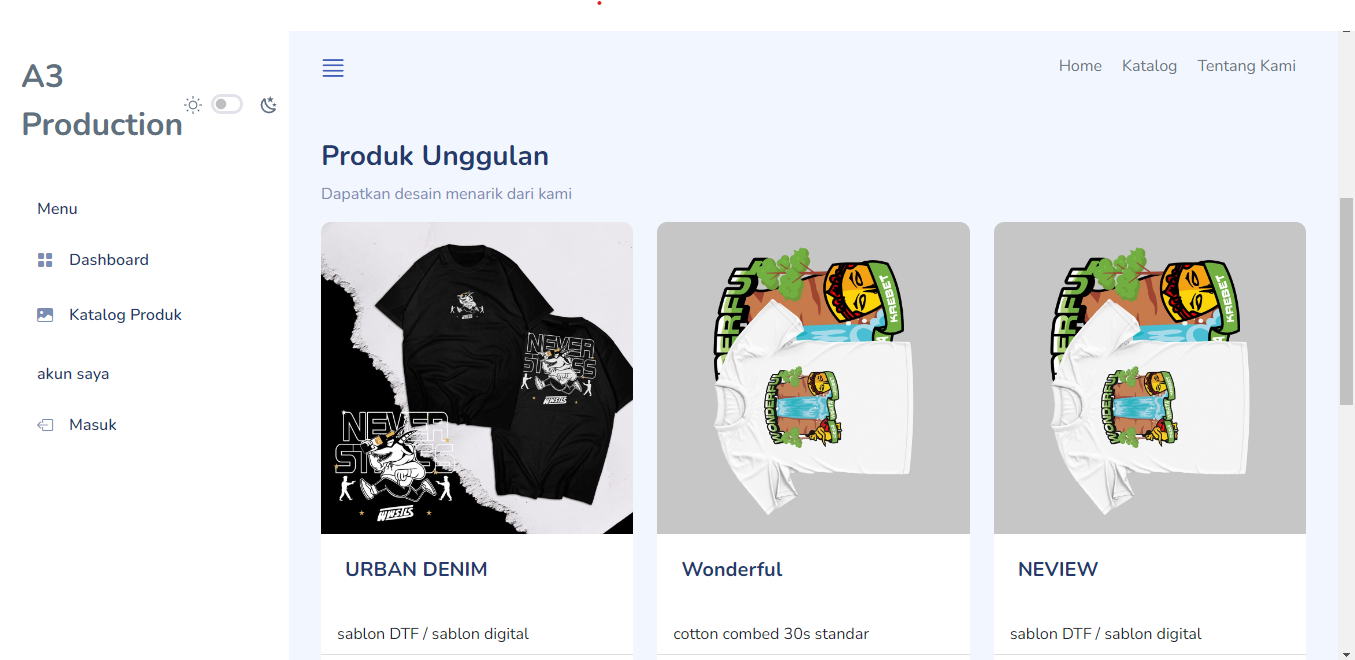 A3
Production
Menu
Dashboard
Katalog Produk
akun saya
Masuk
Home Katalog Tentang Kami
Produk Unggulan
Dapatkan desain menarik dari kami
NEVER
STRESS
NEVER
STRESS
WONDERFUL
KREBET
WONDERFUL
KREBET
URBAN DENIM
Wonderful
NEVIEW
sablon DTF / sablon digital
cotton combed 30s standar
sablon DTF / sablon digital